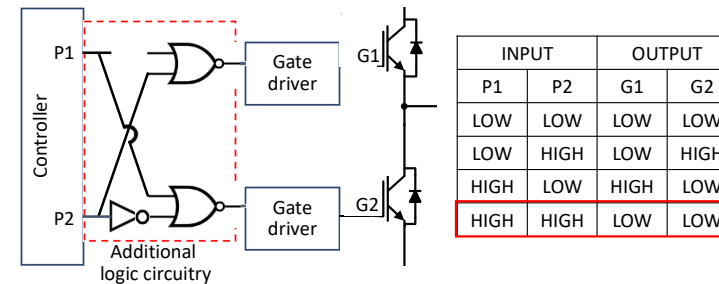 Controller
P1
P2
Additional
logic circuitry
Gate
driver
Gate
driver
G1
G2
INPUT OUTPUT
P1 P2 G1 G2
LOW LOW LOW LOW
LOW HIGH LOW HIGH
HIGH LOW HIGH LOW
HIGH HIGH LOW LOW